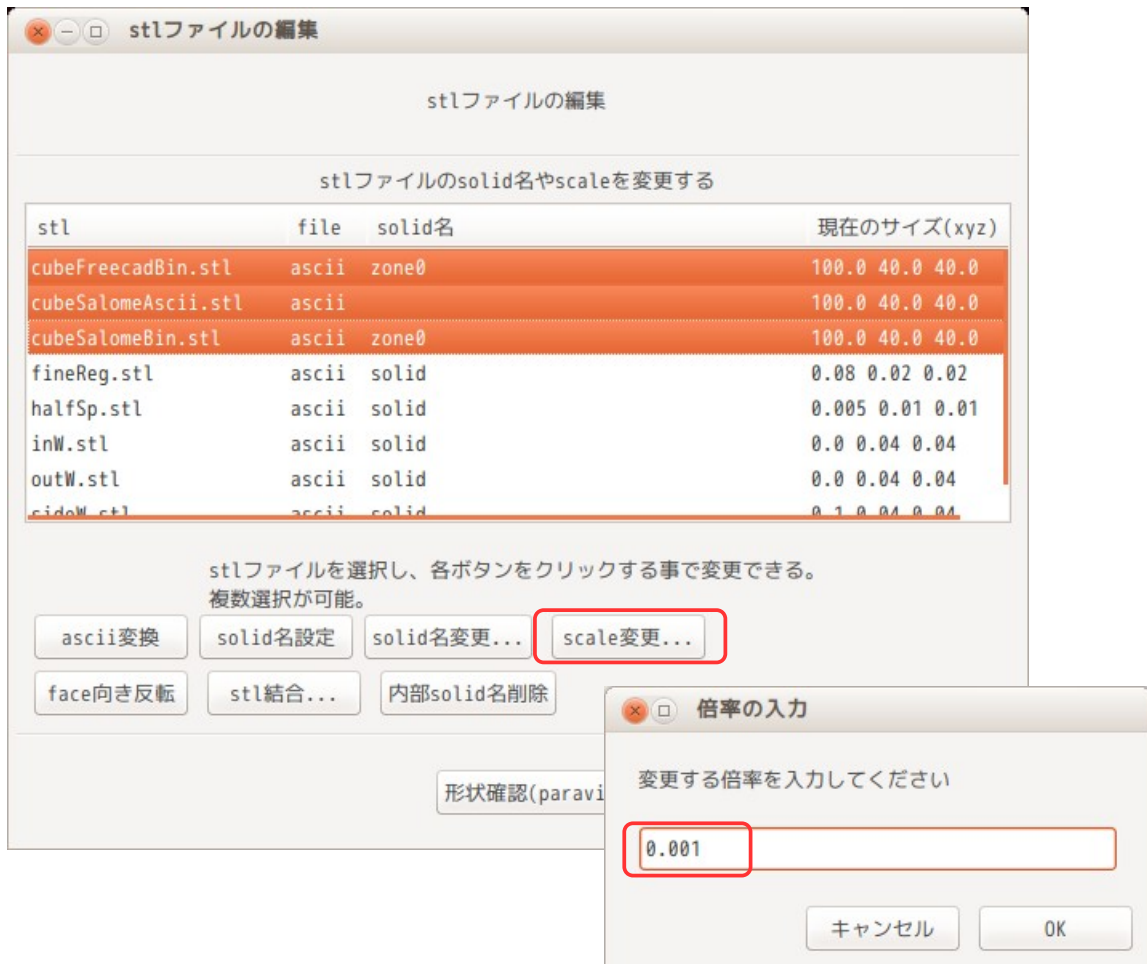 stlファイルの編集
stlファイルの編集
stlファイルのsolid名やscaleを変更する
stl file solid名 現在のサイズ(xyz)
cubeFreecadBin.stl ascii zone0 100.0 40.0 40.0
cubeSalomeAscii.stl ascii 100.0 40.0 40.0
cubeSalomeBin.stl ascii zone0 100.0 40.0 40.0
fineReg.stl ascii solid 0.08 0.02 0.02
halfSp.stl ascii solid 0.005 0.01 0.01
inW.stl ascii solid 0.0 0.04 0.04
outW.stl ascii solid 0.0 0.04 0.04
sideW.stl ascii solid 0.1 0.04 0.04
stlファイルを選択し、各ボタンをクリックする事で変更できる。
複数選択が可能。
ascii変換 solid名設定 solid名変更... scale変更...
face向き反転 stl結合... 内部solid名削除
形状確認(paravi
倍率の入力
変更する倍率を入力してください
0.001
キャンセル OK